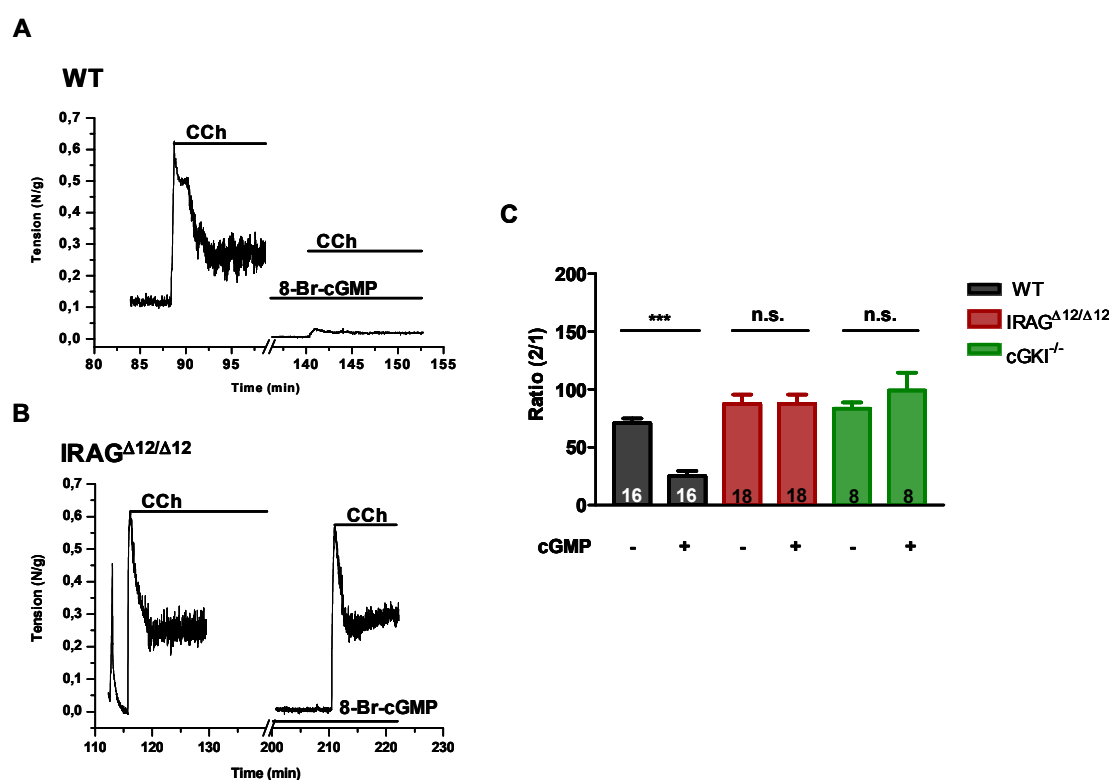 A
WT
0,7
0,6
0,5
0,4
0,3
0,2
0,1
0,0
Tension (N/g)
CCh
CCh
8-Br-cGMP
80 85 90 95 140 145 150 155
Time (min)
B
IRAGΔ12/Δ12
0,7
0,6
0,5
0,4
0,3
0,2
0,1
0,0
Tension (N/g)
CCh
CCh
8-Br-cGMP
110 120 130 200 210 220 230
Time (min)
C
200
150
100
50
0
Ratio (2/1)
*** n.s. n.s.
16 16 18 18 8 8
cGMP - + - + - +
WT
IRAGΔ12/Δ12
cGKI-/-